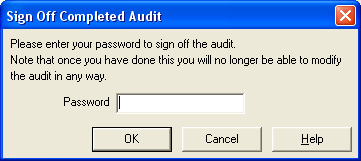 Sign Off Completed Audit
Please enter your password to sign off the audit.
Note that once you have done this you will no longer be able to modify
the audit in any way.
Password
OK Cancel Help